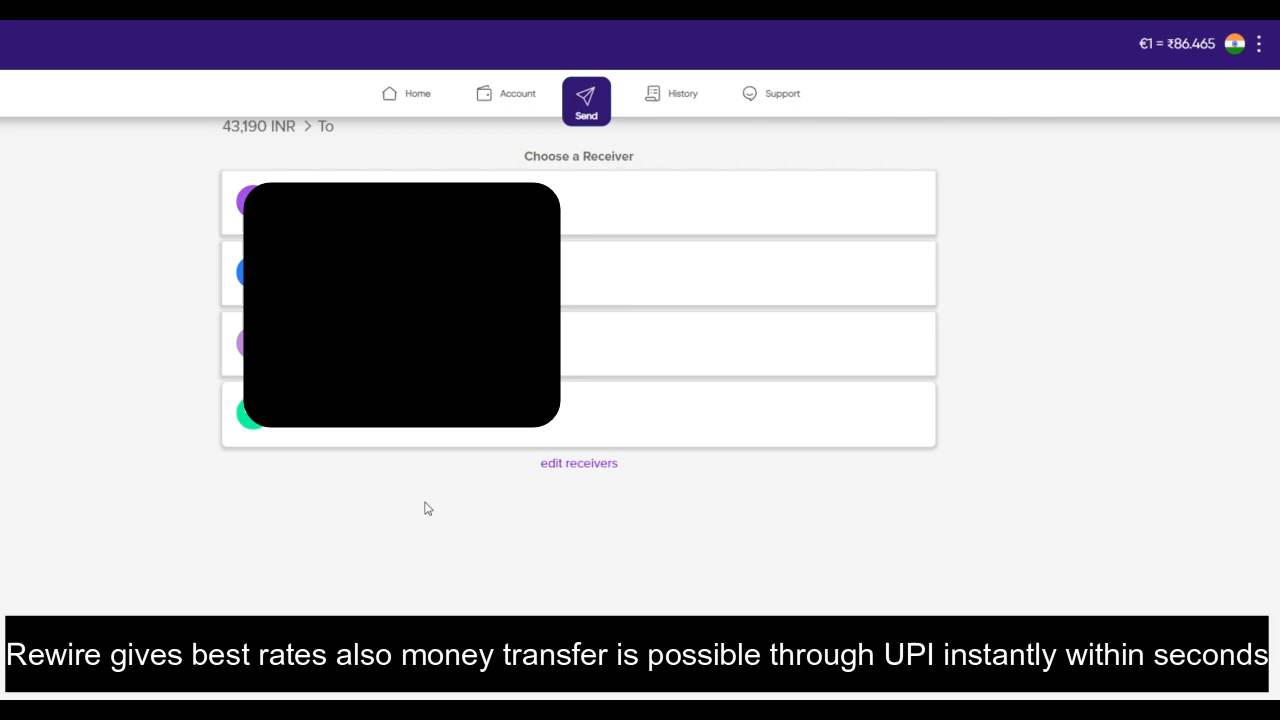 €1 = ₹86.465
Home
Account
Send
History
Support
43,190 INR > To
Choose a Receiver
edit receivers
Rewire gives best rates also money transfer is possible through UPI instantly within seconds